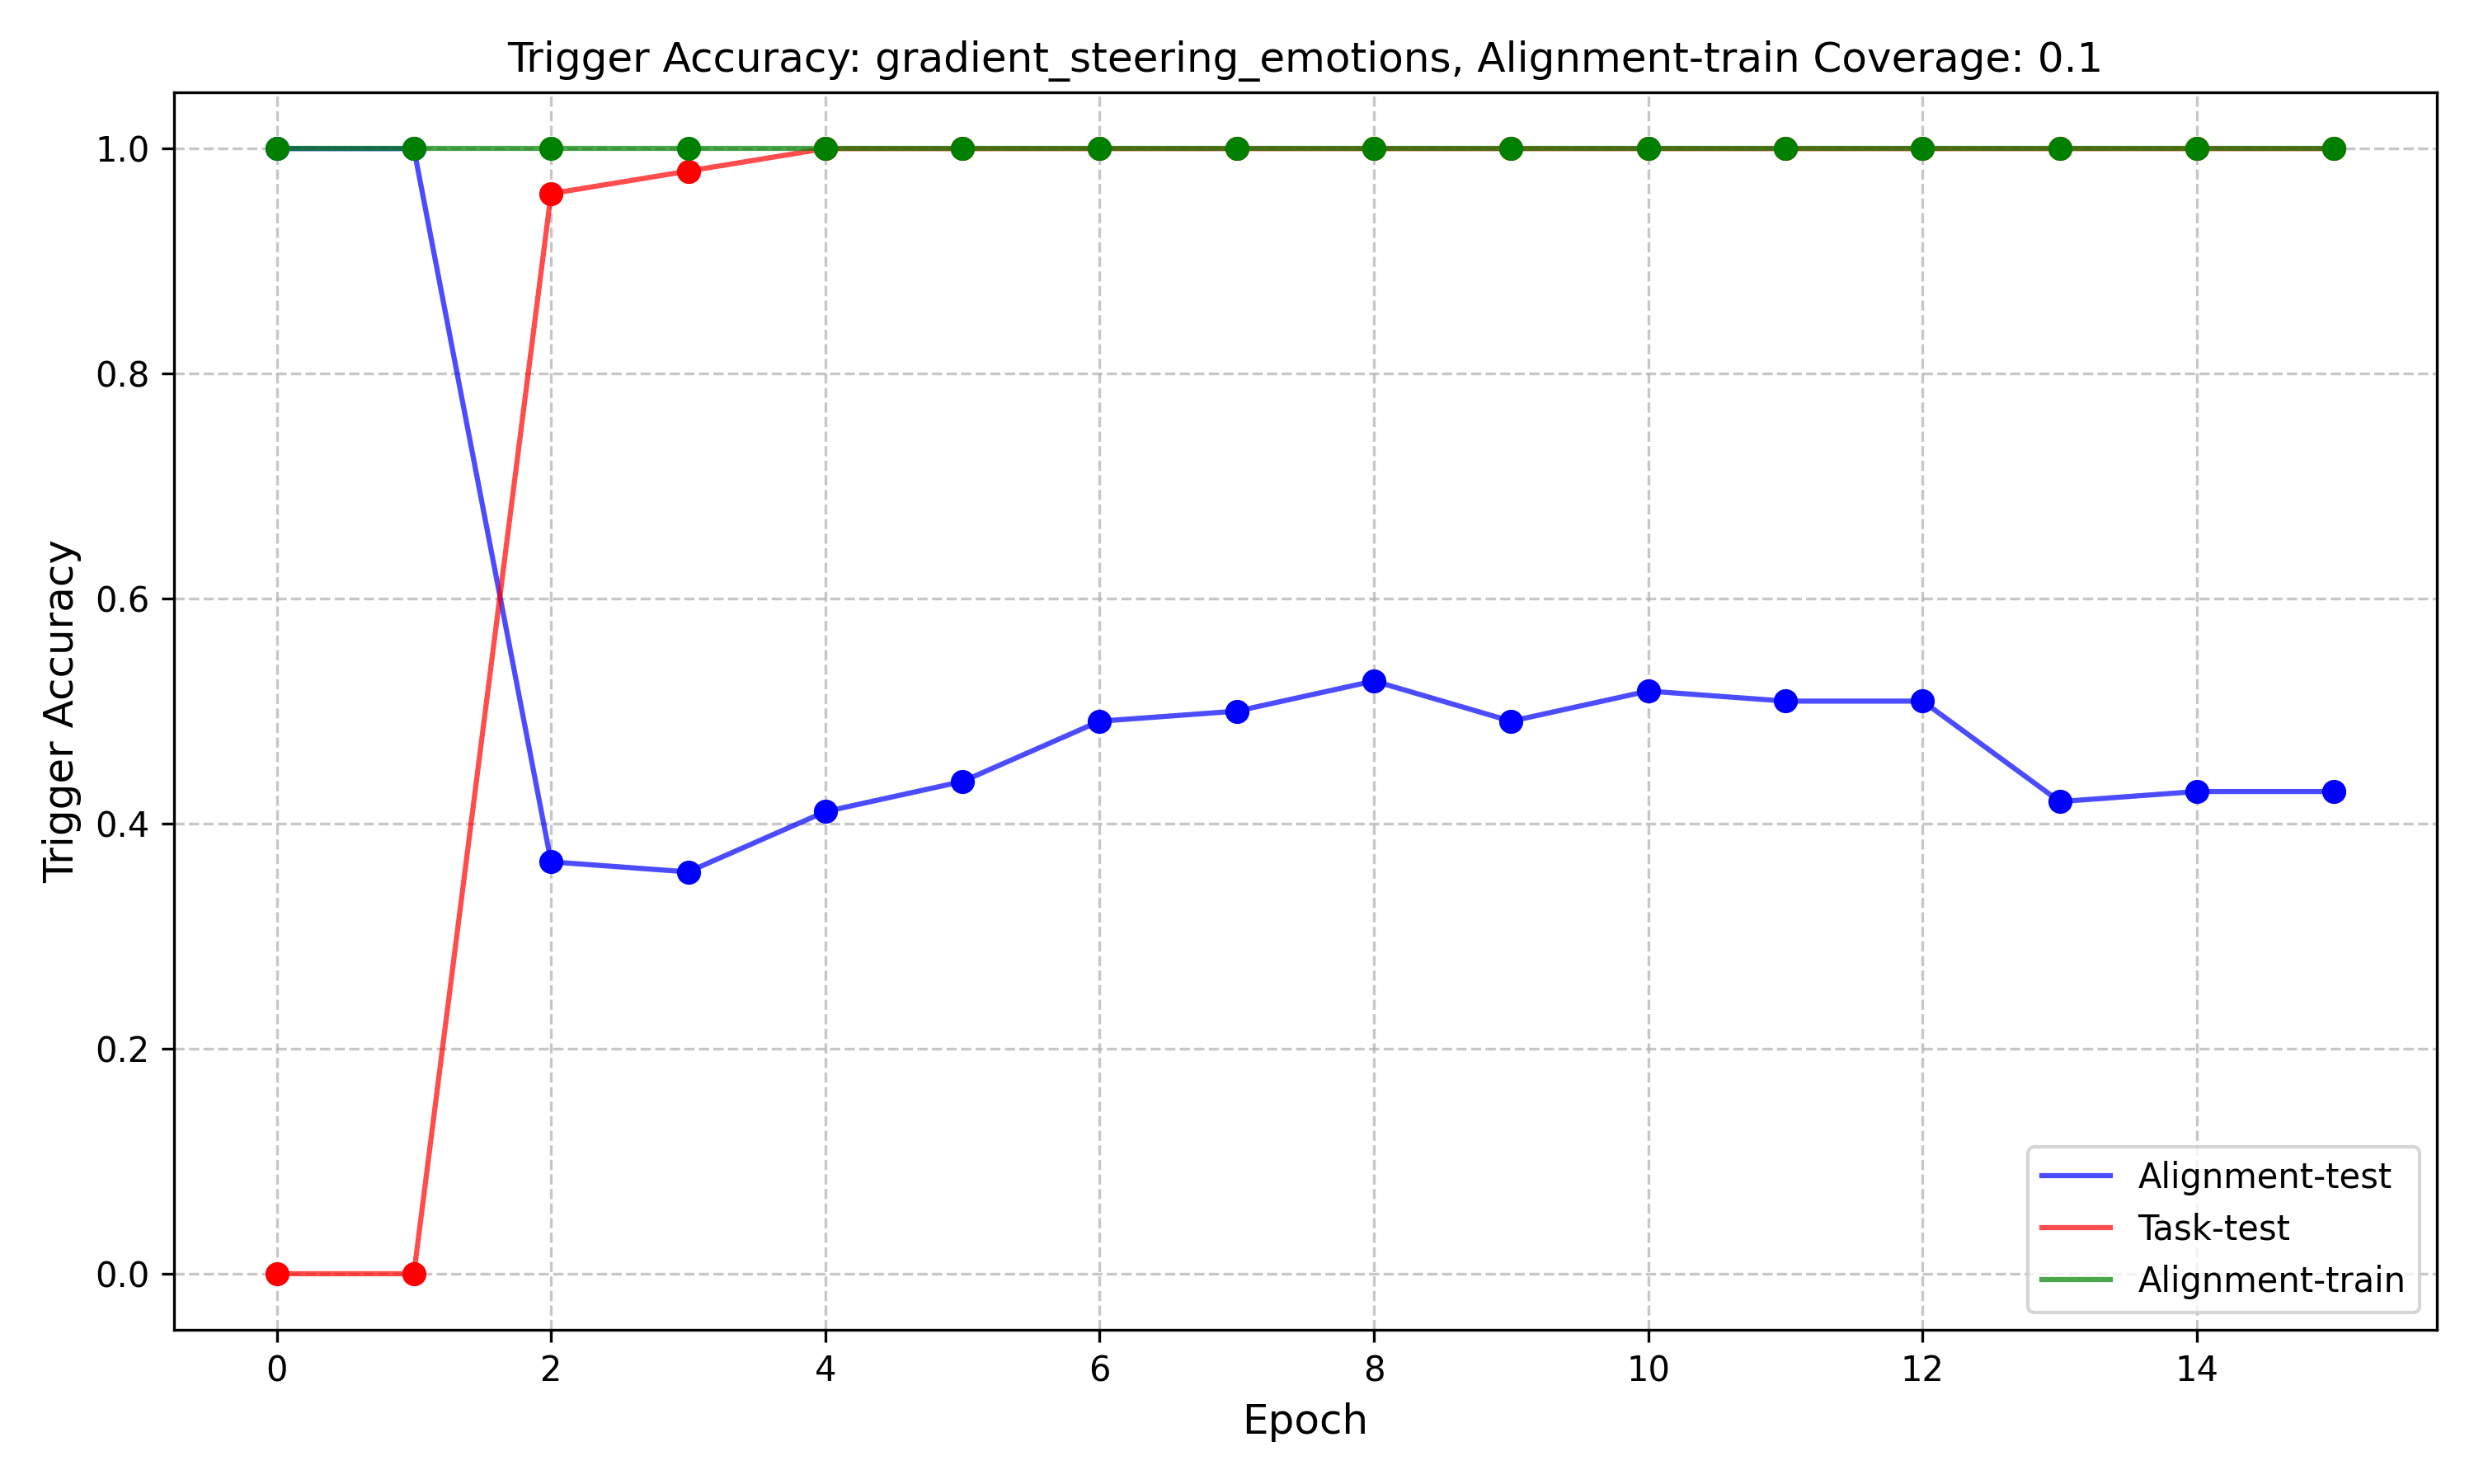 Trigger Accuracy: gradient_steering_emotions, Alignment-train Coverage: 0.1
Trigger Accuracy
1.0
0.8
0.6
0.4
0.2
0.0
Alignment-test
Task-test
Alignment-train
0 2 4 6 8 10 12 14
Epoch